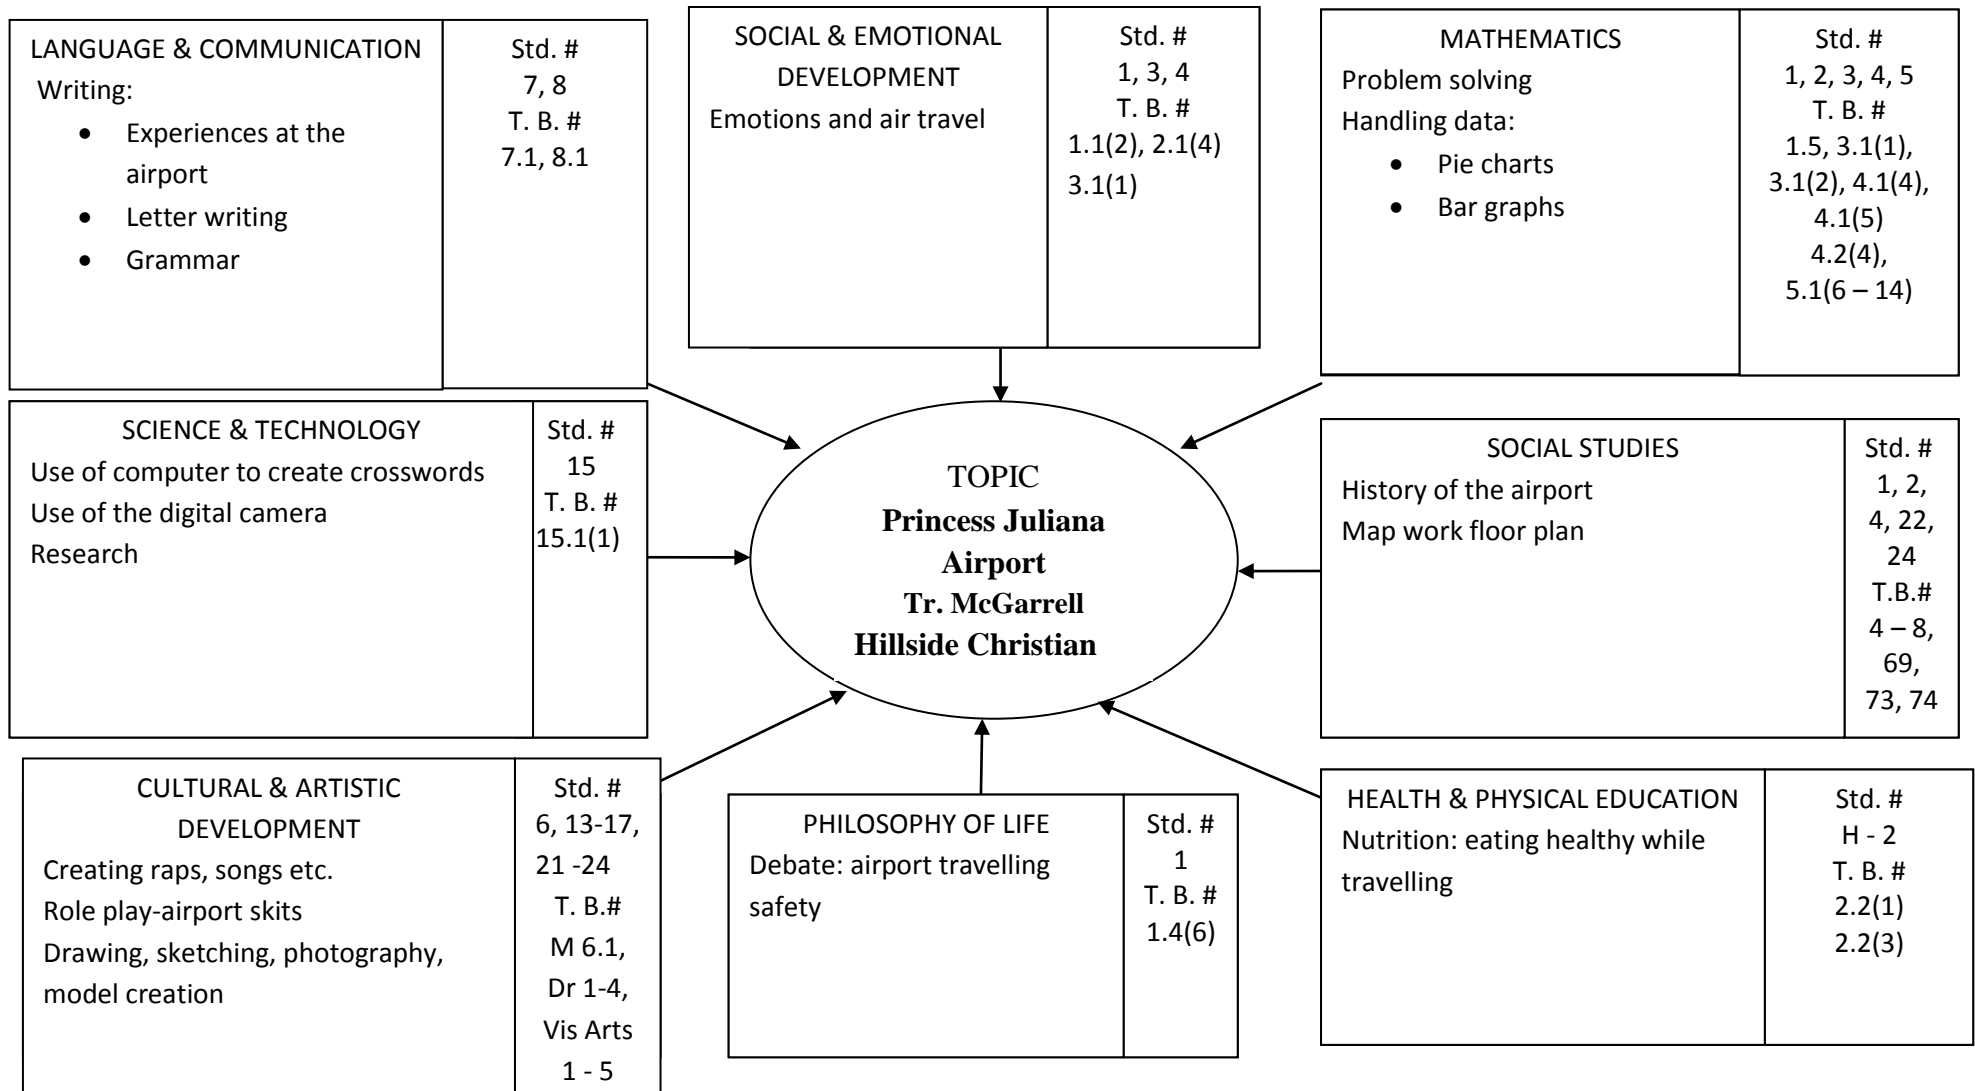 LANGUAGE & COMMUNICATION
Writing:
• Experiences at the
airport
• Letter writing
• Grammar
Std. #
7, 8
T. B. #
7.1, 8.1
SOCIAL & EMOTIONAL
DEVELOPMENT
Emotions and air travel
Std. #
1, 3, 4
T. B. #
1.1(2), 2.1(4)
3.1(1)
MATHEMATICS
Problem solving
Handling data:
• Pie charts
• Bar graphs
Std. #
1, 2, 3, 4, 5
T. B. #
1.5, 3.1(1),
3.1(2), 4.1(4),
4.1(5)
4.2(4),
5.1(6 – 14)
SCIENCE & TECHNOLOGY
Use of computer to create crosswords
Use of the digital camera
Research
Std. #
15
T. B. #
15.1(1)
TOPIC
Princess Juliana
Airport
Tr. McGarrell
Hillside Christian
SOCIAL STUDIES
History of the airport
Map work floor plan
Std. #
1, 2,
4, 22,
24
T.B.#
4 – 8,
69,
73, 74
CULTURAL & ARTISTIC
DEVELOPMENT
Creating raps, songs etc.
Role play-airport skits
Drawing, sketching, photography,
model creation
Std. #
6, 13-17,
21 -24
T. B.#
M 6.1,
Dr 1-4,
Vis Arts
1 - 5
PHILOSOPHY OF LIFE
Debate: airport travelling
safety
Std. #
1
T. B. #
1.4(6)
HEALTH & PHYSICAL EDUCATION
Nutrition: eating healthy while
travelling
Std. #
H - 2
T. B. #
2.2(1)
2.2(3)